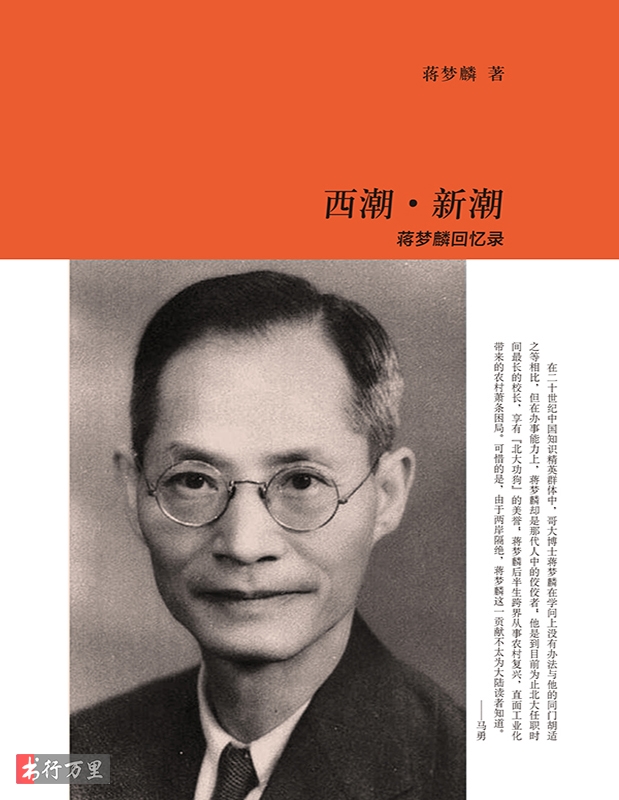 蒋梦麟 著
西潮·新潮
蒋梦麟回忆录
在二十世纪中国知识精英群体中，哥大博士蒋梦麟在学问上没有办法与他的同门胡适
之等相比，但在办事能力上，蒋梦麟却是那代人中的佼佼者。他是到目前为止北大任职时
间最长的校长，享有『北大功狗』的美誉。蒋梦麟后半生跨界从事农村复兴，直面工业化
带来的农村萧条困局。可惜的是，由于两岸隔绝，蒋梦麟这一贡献不太为大陆读者知道。
——马勇
书行万里